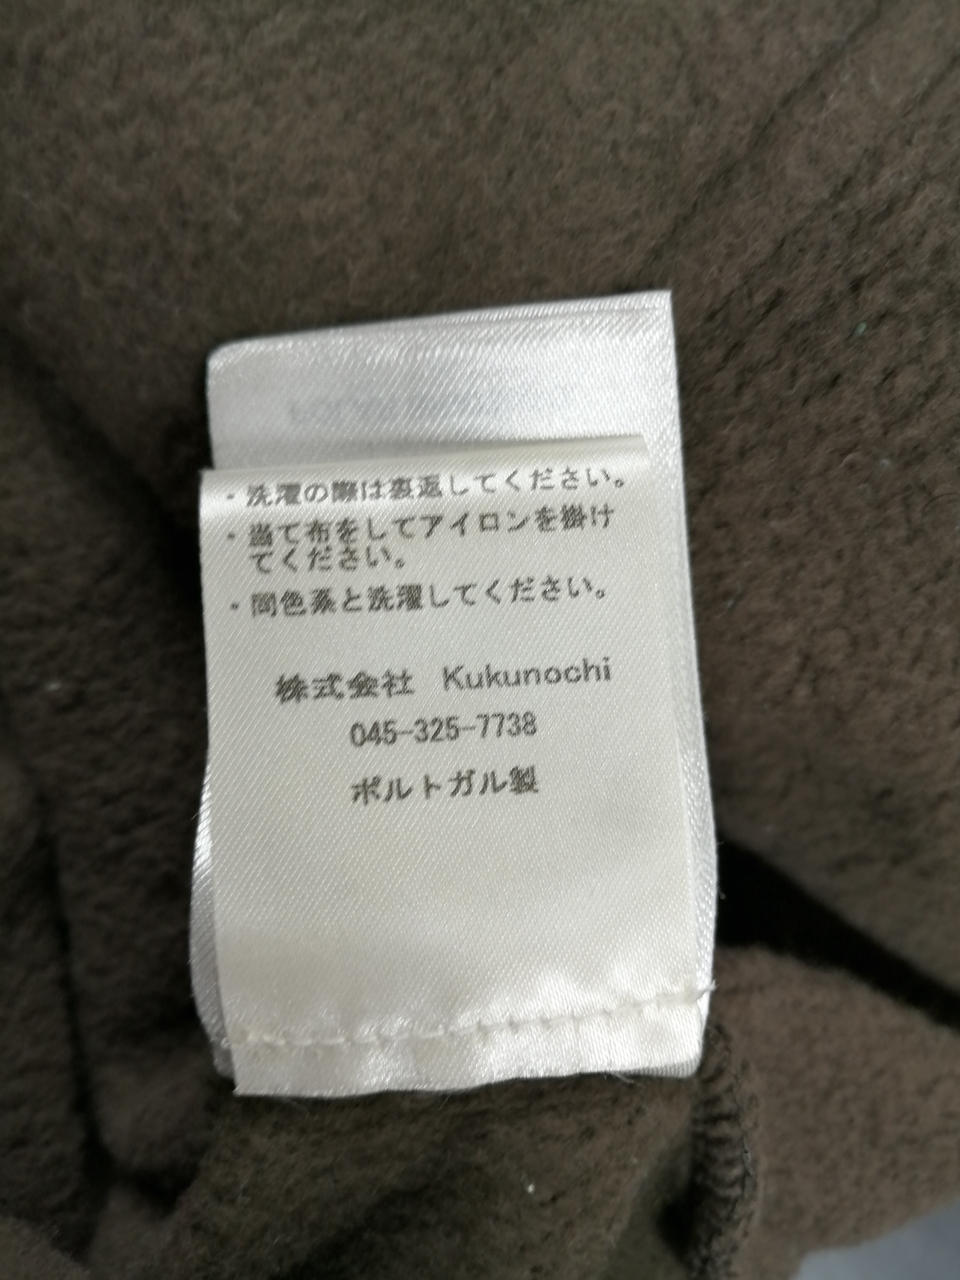 ・洗濯の際は裏返してください。
・当て布をしてアイロンを掛け
てください。
・同色系と洗濯してください。
株式会社 Kukunochi
045-325-7738
ポルトガル製